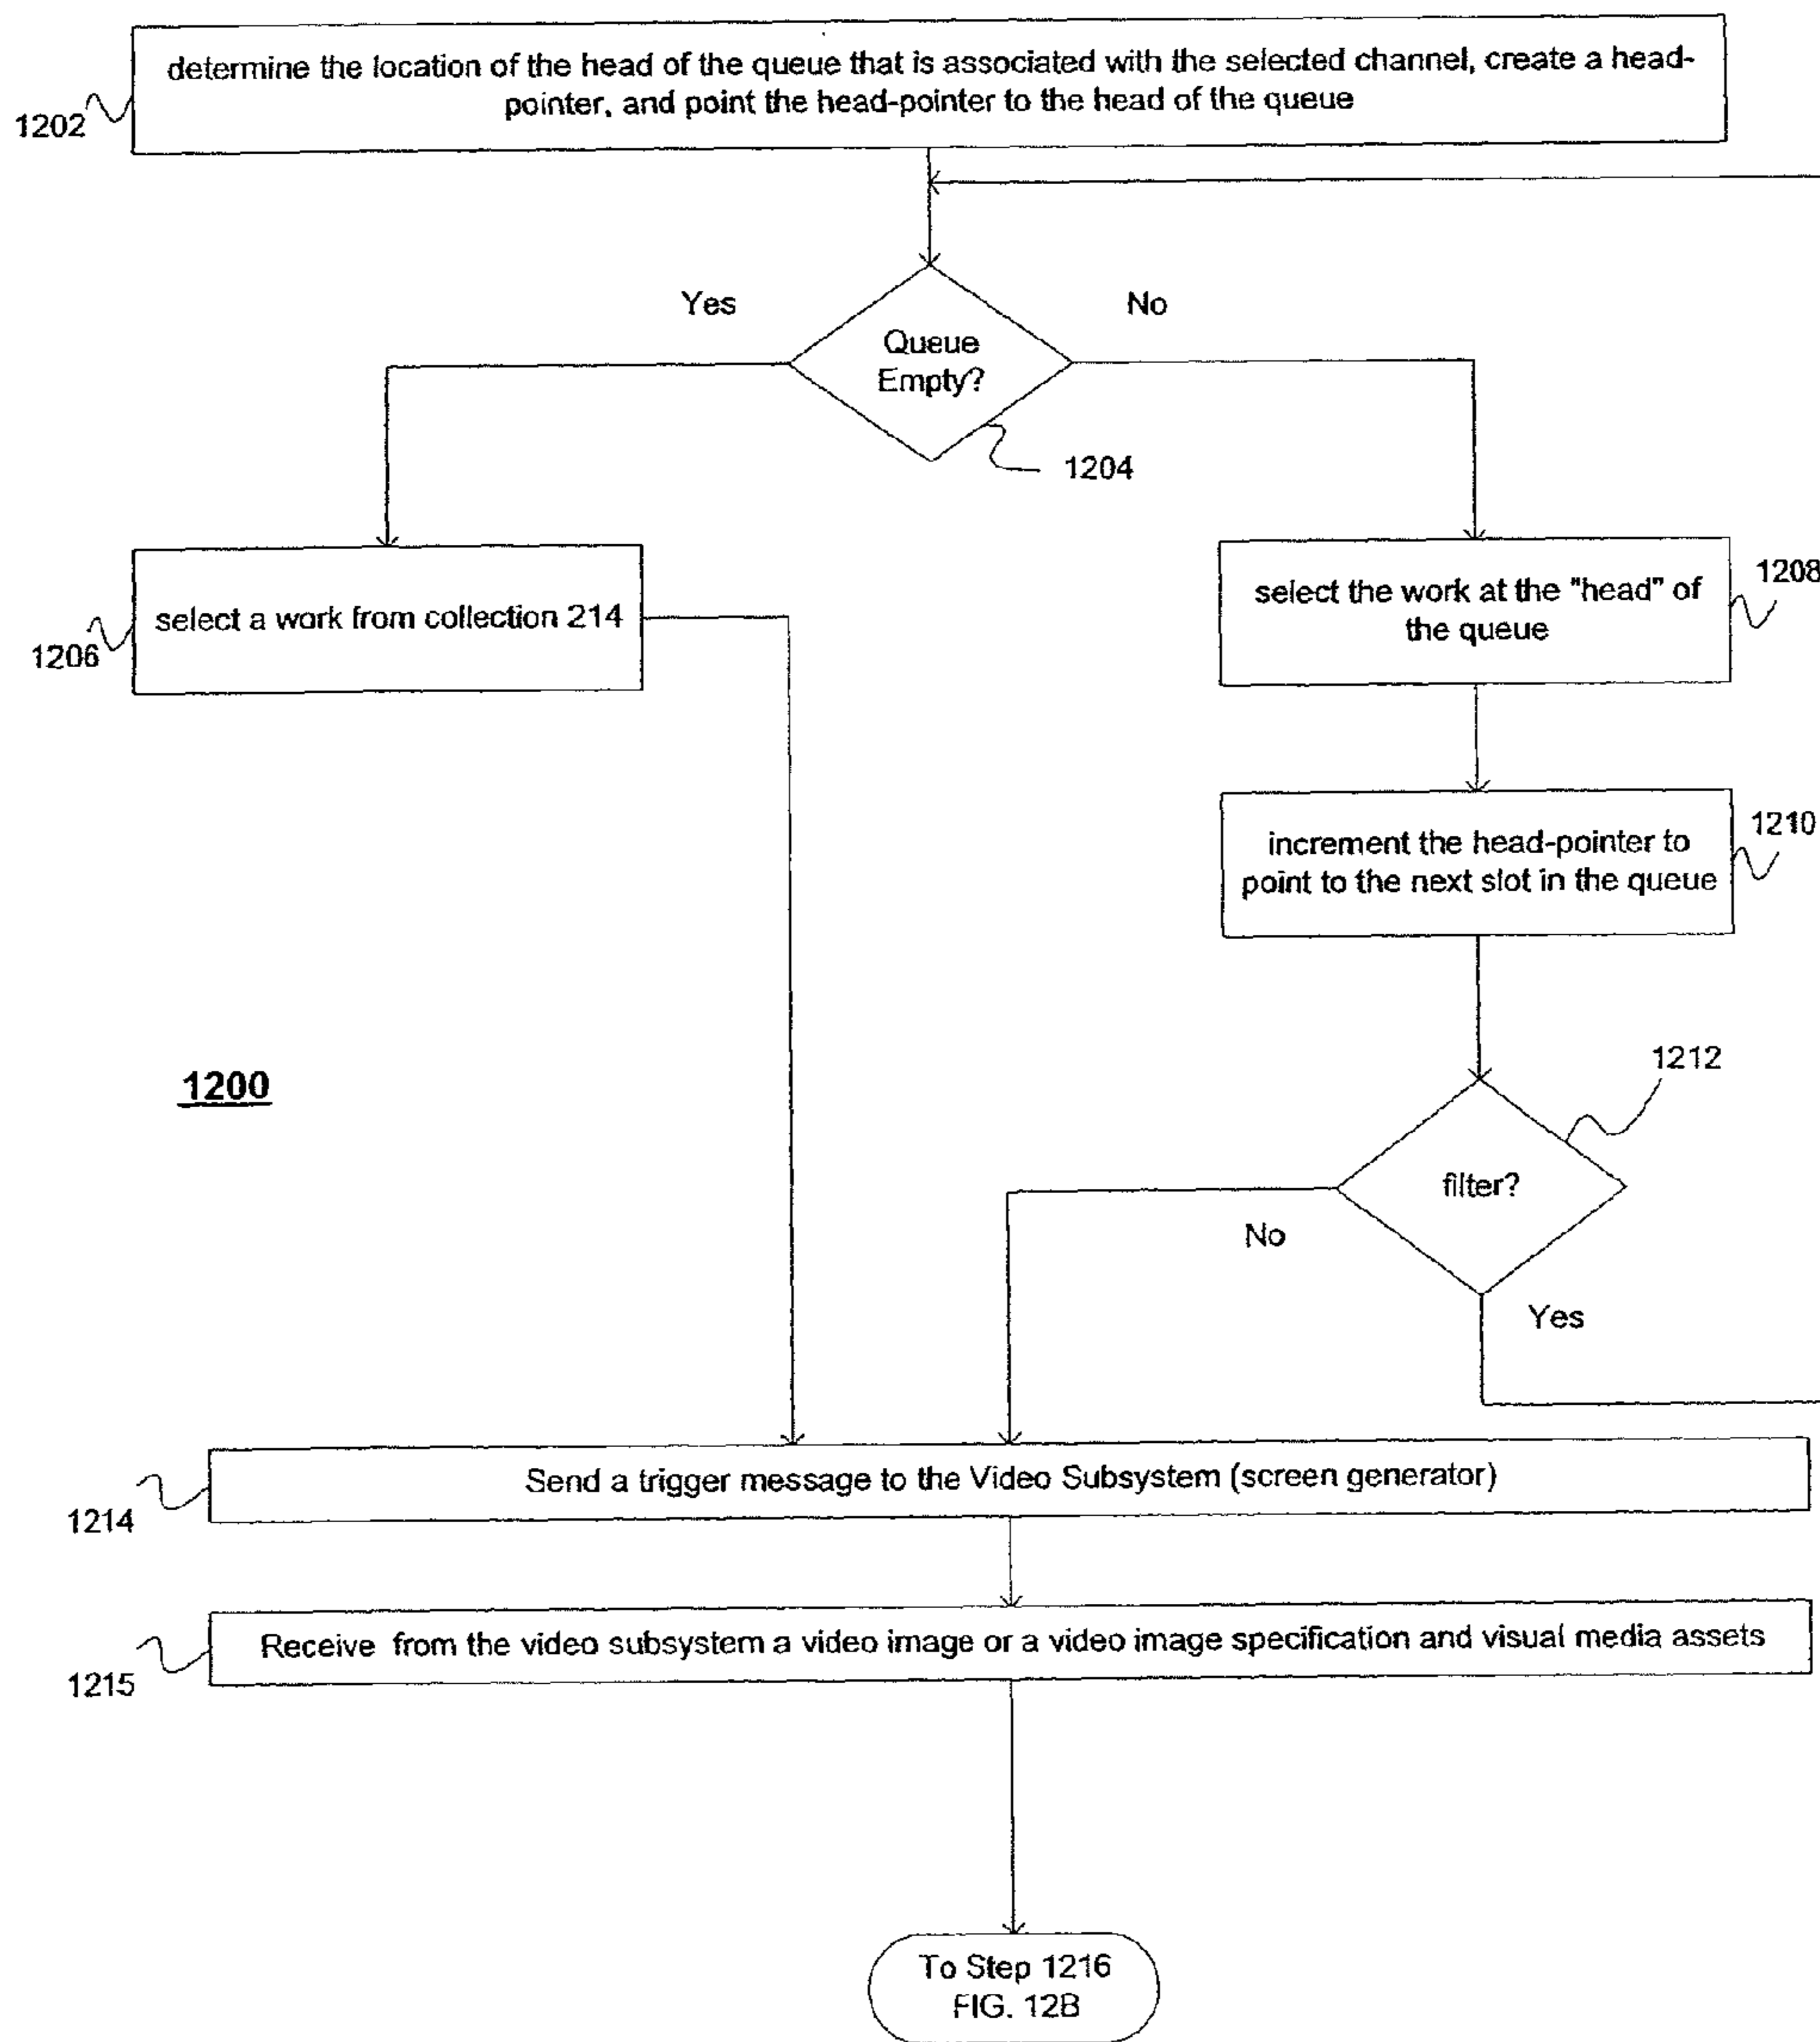 determine the location of the head of the queue that is associated with the selected channel, create a head-
pointer, and point the head-pointer to the head of the queue
1202
Yes
No
Queue
Empty?
1204
select a work from collection 214
1206
select the work at the "head" of
the queue
1208
increment the head-pointer to
point to the next slot in the queue
1210
1200
1212
filter?
No
Yes
Send a trigger message to the Video Subsystem (screen generator)
1214
Receive from the video subsystem a video image or a video image specification and visual media assets
1215
To Step 1216
FIG. 12B